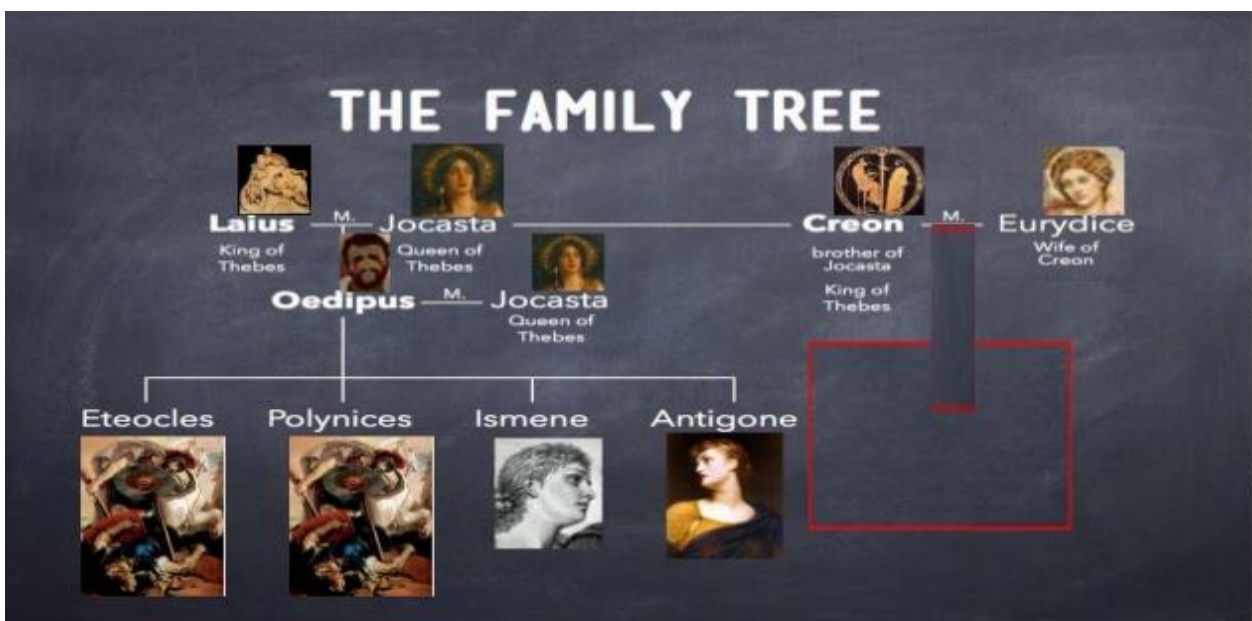 THE FAMILY TREE
Laius M. Jocasta Creon M. Eurydice
King of
Thebes
Queen of
Thebes
brother of
Jocasta
King of
Thebes
Wife of
Creon
Oedipus M. Jocasta
Queen of
Thebes
Eteocles Polynices Ismene Antigone